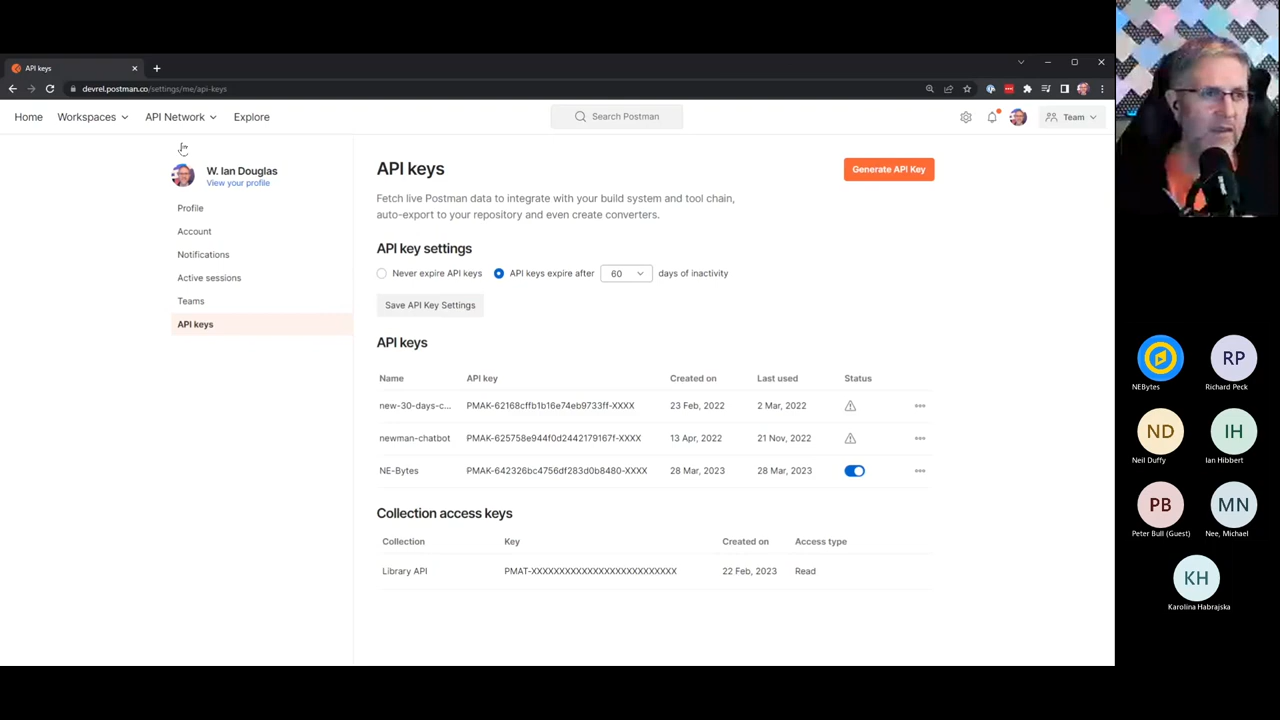 API keys
devrel.postman.co/settings/me/api-keys
Home
Workspaces
API Network
Explore
Search Postman
Team
W. Ian Douglas
View your profile
Profile
Account
Notifications
Active sessions
Teams
API keys
API keys
Generate API Key
Fetch live Postman data to integrate with your build system and tool chain,
auto-export to your repository and even create converters.
API key settings
Never expire API keys
API keys expire after 60 days of inactivity
Save API Key Settings
API keys
Name API key Created on Last used Status
new-30-days-c... PMAK-62168cffb1b16e74eb9733ff-XXXX 23 Feb, 2022 2 Mar, 2022
newman-chatbot PMAK-625758e944f0d2442179167f-XXXX 13 Apr, 2022 21 Nov, 2022
NE-Bytes PMAK-642326bc4756df283d0b8480-XXXX 28 Mar, 2023 28 Mar, 2023
Collection access keys
Collection Key Created on Access type
Library API PMAT-XXXXXXXXXXXXXXXXXXXXXXXXXX 22 Feb, 2023 Read
NEBytes
RP
Richard Peck
ND
Neil Duffy
IH
Ian Hibbert
PB
Peter Bull (Guest)
MN
Nee, Michael
KH
Karolina Habrajska